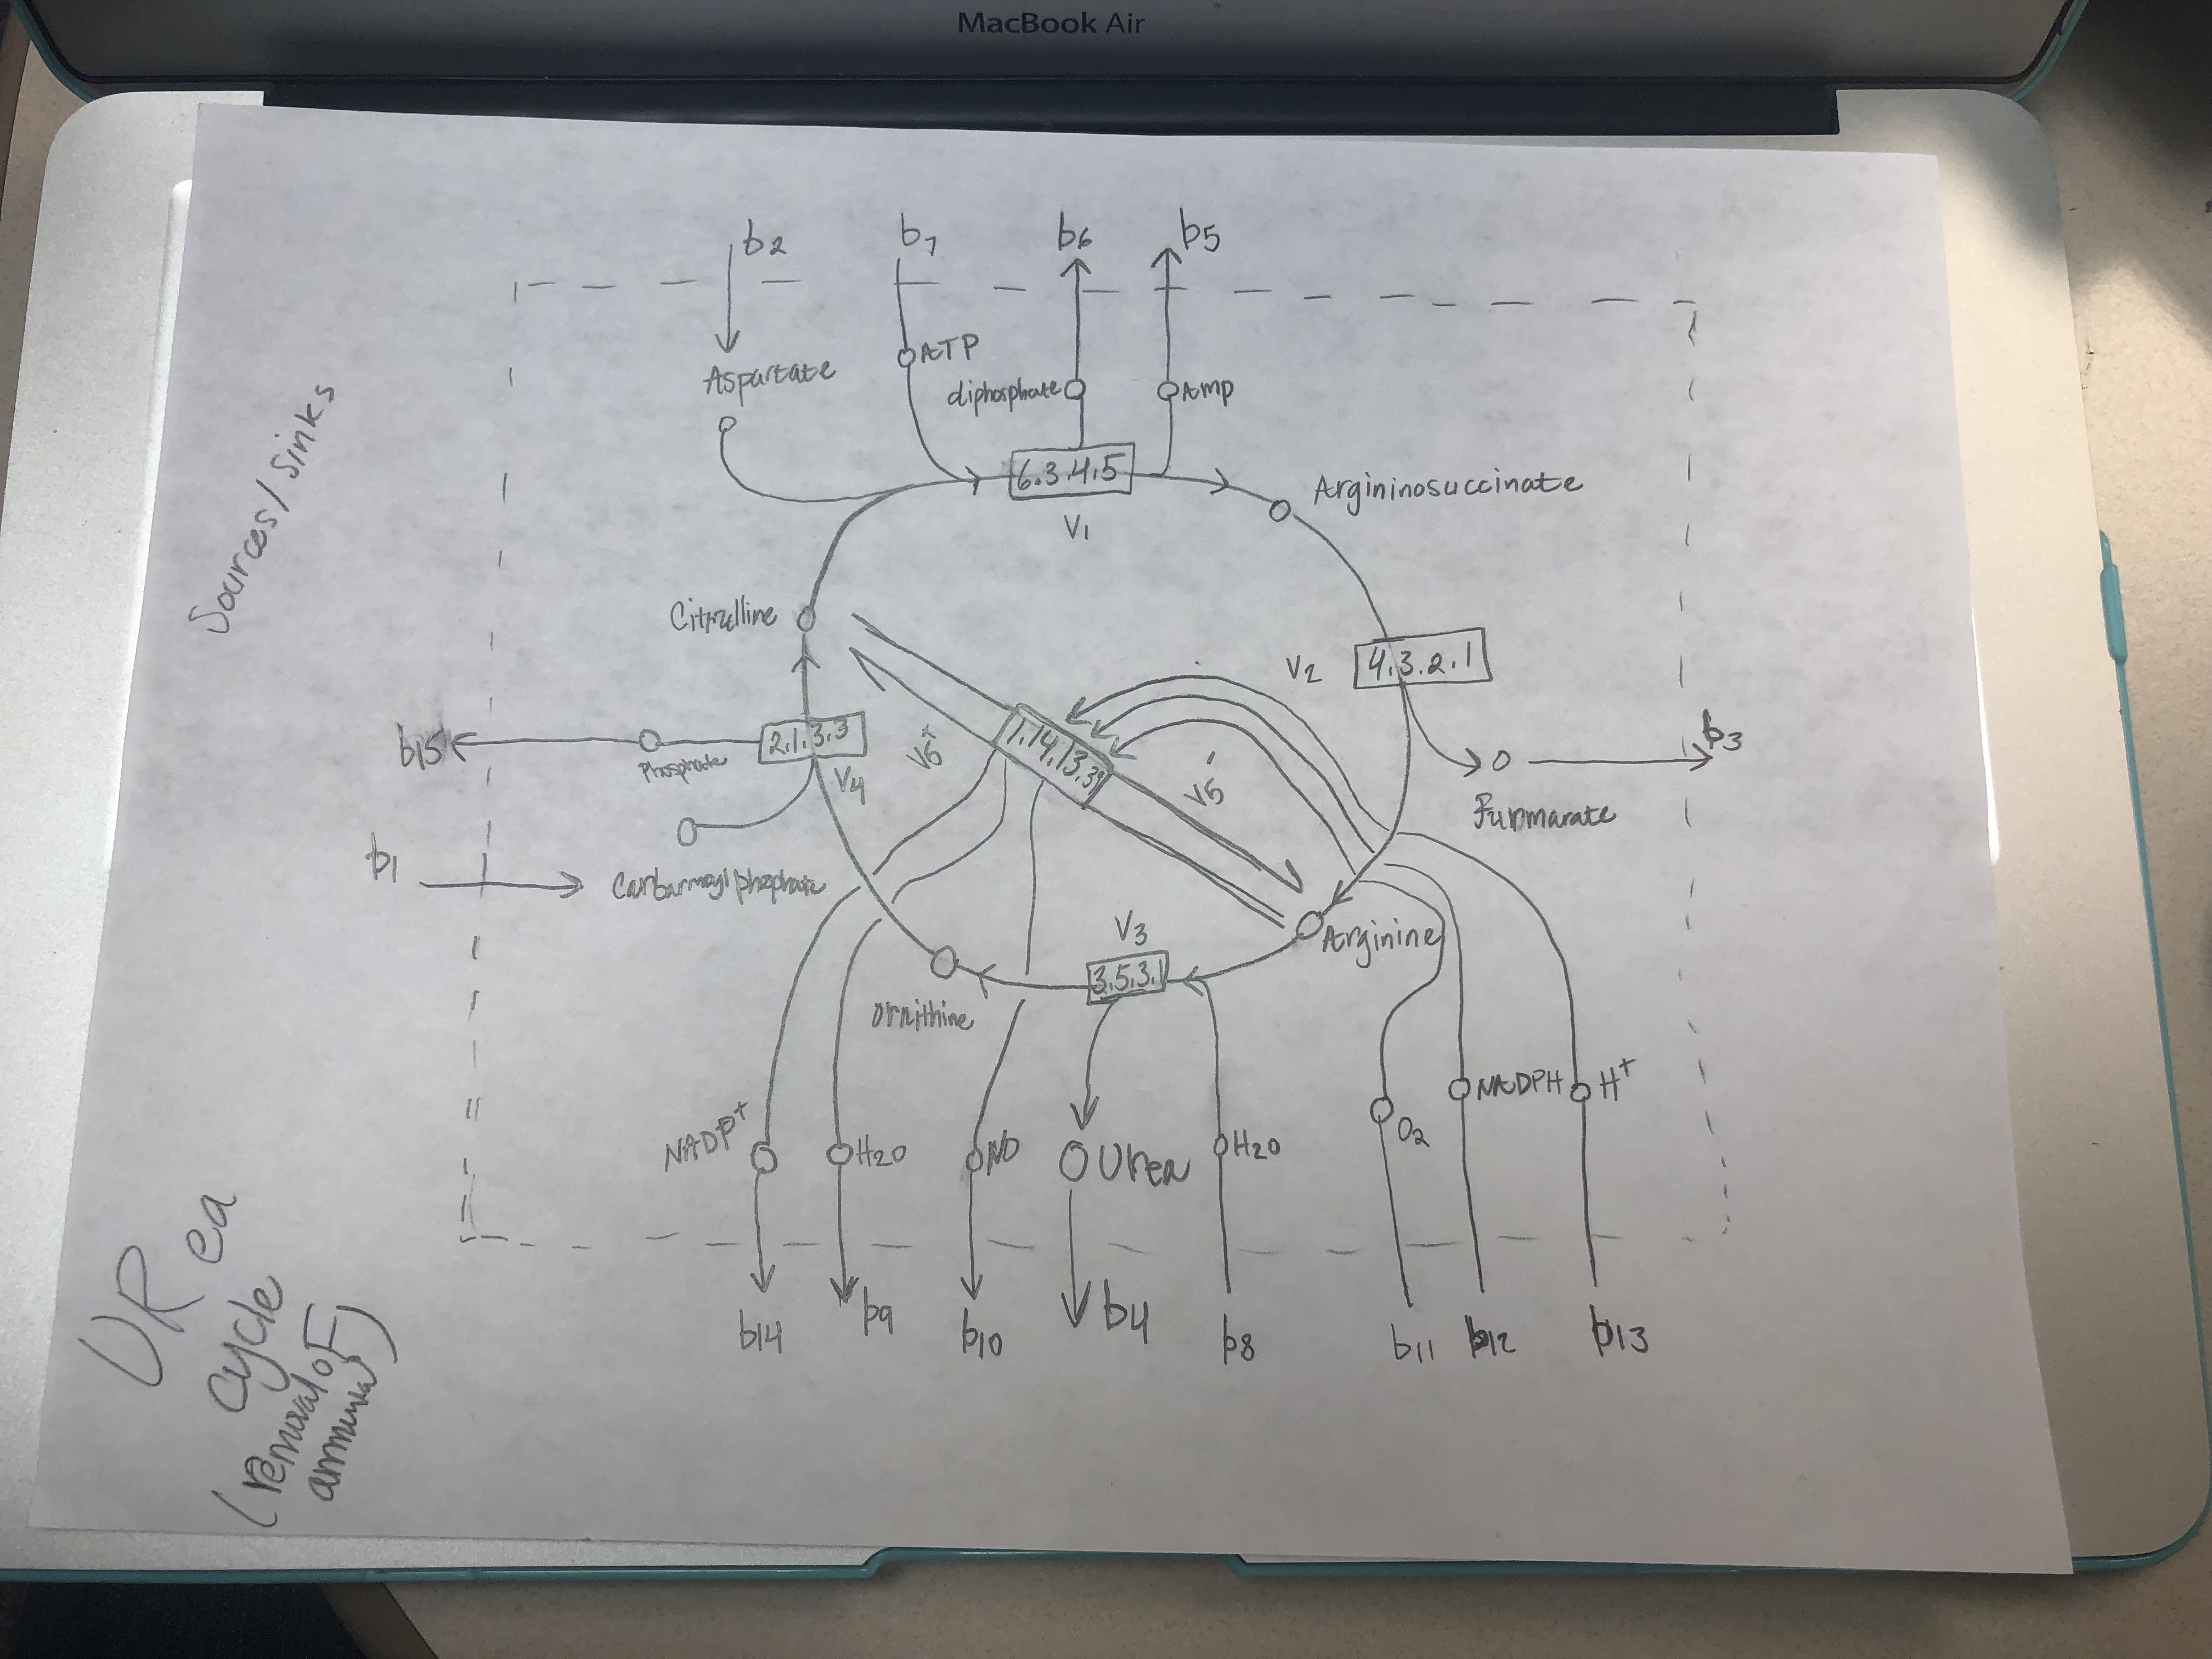 Sources/Sinks
b2
b7
b6
b5
Aspartate
ATP
diphosphate
AMP
6.3.4.5
V1
Argininosuccinate
Citrulline
V2
4.3.2.1
b15
Phosphate
2.1.3.3
V4
1.14.13.39
V5
b3
Fummarate
b1
Carbamoyl phosphate
V3
3.5.3.1
Arginine
Ornithine
NADP+
H2O
NO
Urea
H2O
O2
NADPH
H+
b14
b9
b10
b4
b8
b11
b12
b13
URea
cycle
(removal of
ammonia)
MacBook Air